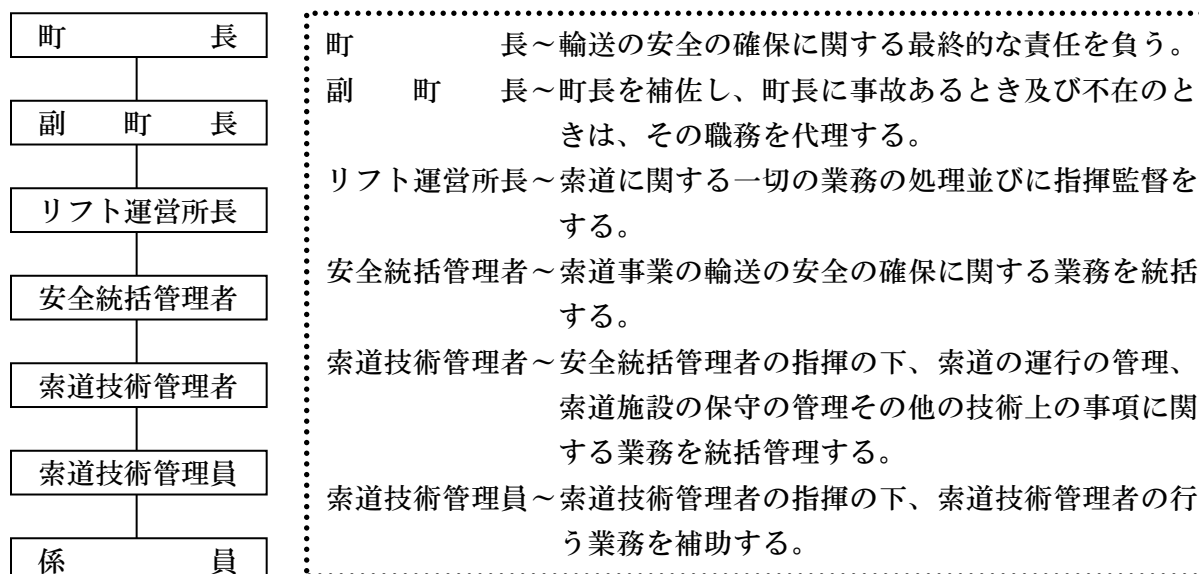 町長
副町長
リフト運営所長
安全統括管理者
索道技術管理者
索道技術管理員
係員
町長~輸送の安全の確保に関する最終的な責任を負う。
副町長~町長を補佐し、町長に事故あるとき及び不在のと
きは、その職務を代理する。
リフト運営所長~索道に関する一切の業務の処理並びに指揮監督を
する。
安全統括管理者~索道事業の輸送の安全の確保に関する業務を統括
する。
索道技術管理者~安全統括管理者の指揮の下、索道の運行の管理、
索道施設の保守の管理その他の技術上の事項に関
する業務を統括管理する。
索道技術管理員~索道技術管理者の指揮の下、索道技術管理者の行
う業務を補助する。